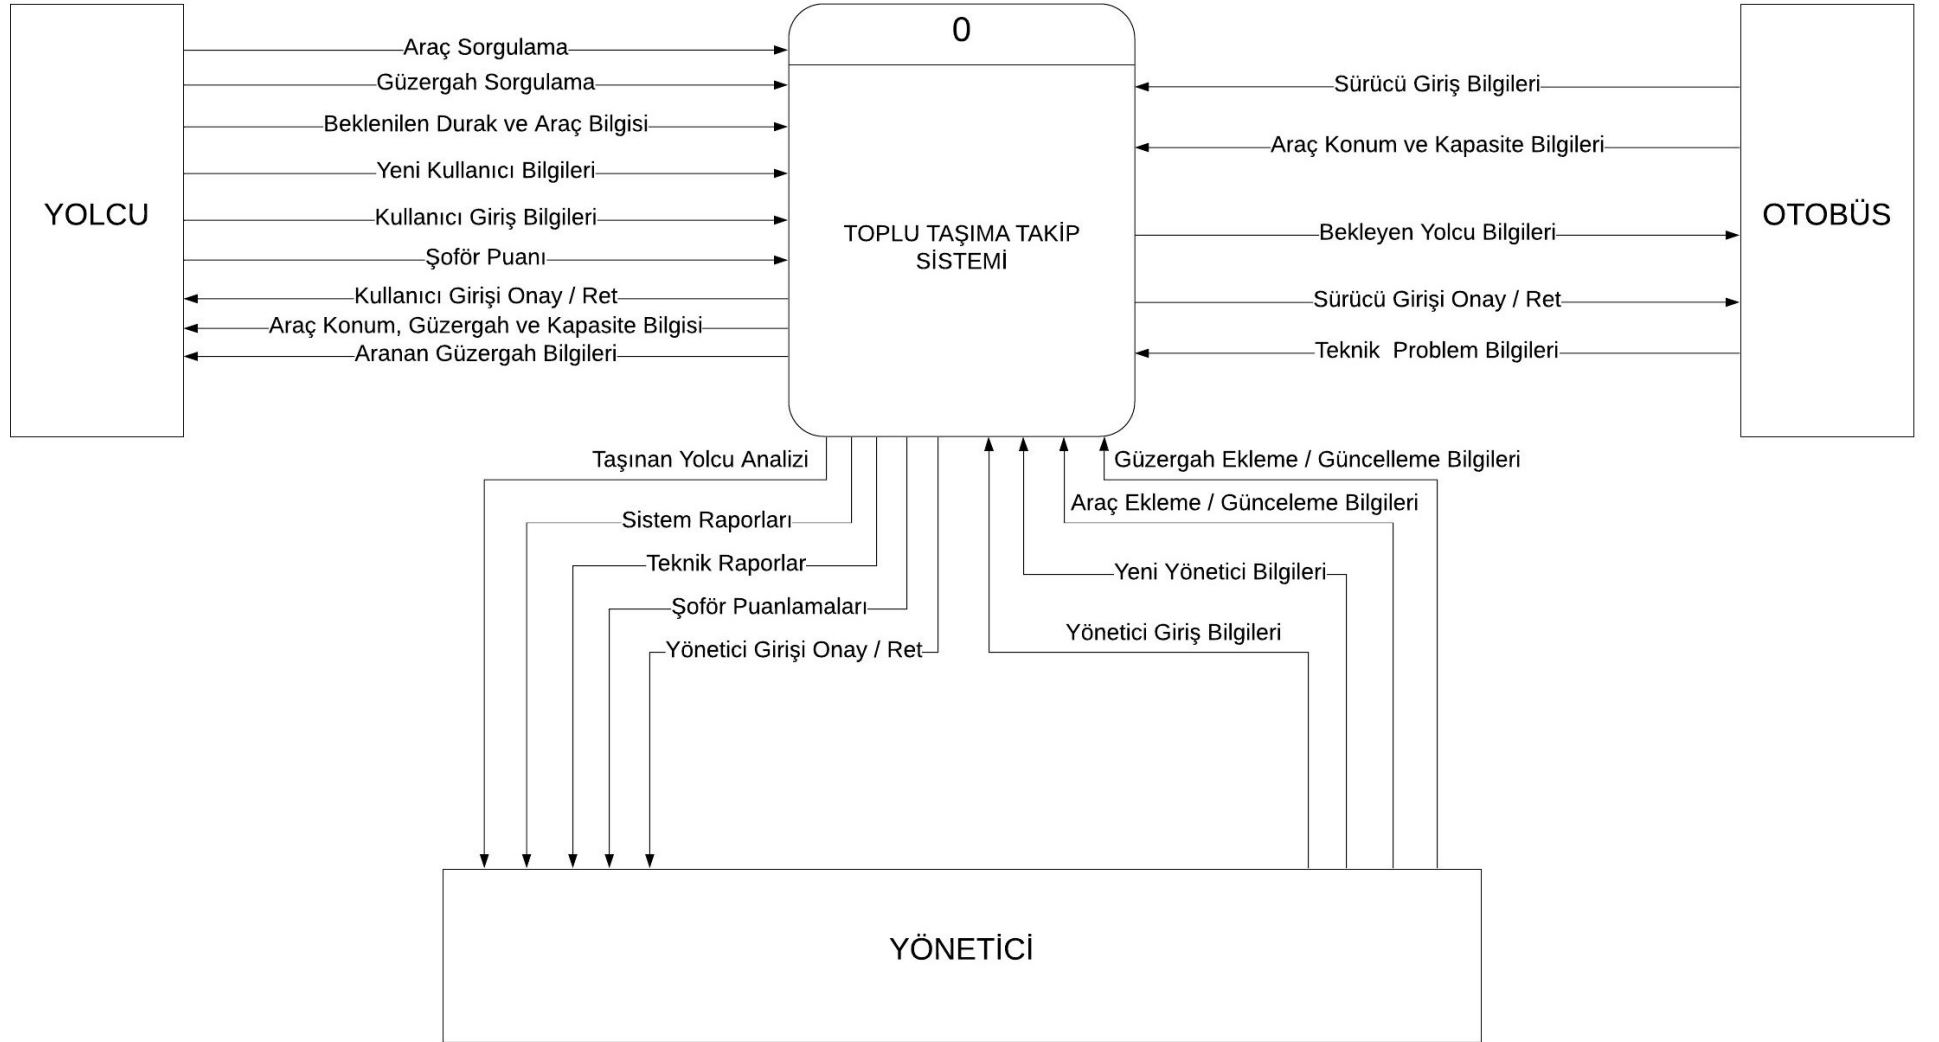 0
TOPLU TAŞIMA TAKİP
SİSTEMİ
YOLCU
Araç Sorgulama
Güzergah Sorgulama
Beklenilen Durak ve Araç Bilgisi
Yeni Kullanıcı Bilgileri
Kullanıcı Giriş Bilgileri
Şoför Puanı
Kullanıcı Girişi Onay / Ret
Araç Konum, Güzergah ve Kapasite Bilgisi
Aranan Güzergah Bilgileri
OTOBÜS
Sürücü Giriş Bilgileri
Araç Konum ve Kapasite Bilgileri
Bekleyen Yolcu Bilgileri
Sürücü Girişi Onay / Ret
Teknik  Problem Bilgileri
Taşınan Yolcu Analizi
Sistem Raporları
Teknik Raporlar
Şoför Puanlamaları
Yönetici Girişi Onay / Ret
Güzergah Ekleme / Güncelleme Bilgileri
Araç Ekleme / Günceleme Bilgileri
Yeni Yönetici Bilgileri
Yönetici Giriş Bilgileri
YÖNETİCİ